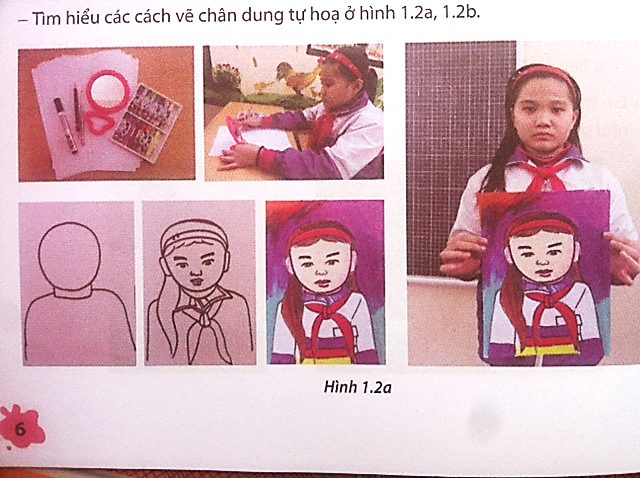 – Tìm hiểu các cách vẽ chân dung tự hoạ ở hình 1.2a, 1.2b.
Hình 1.2a
6